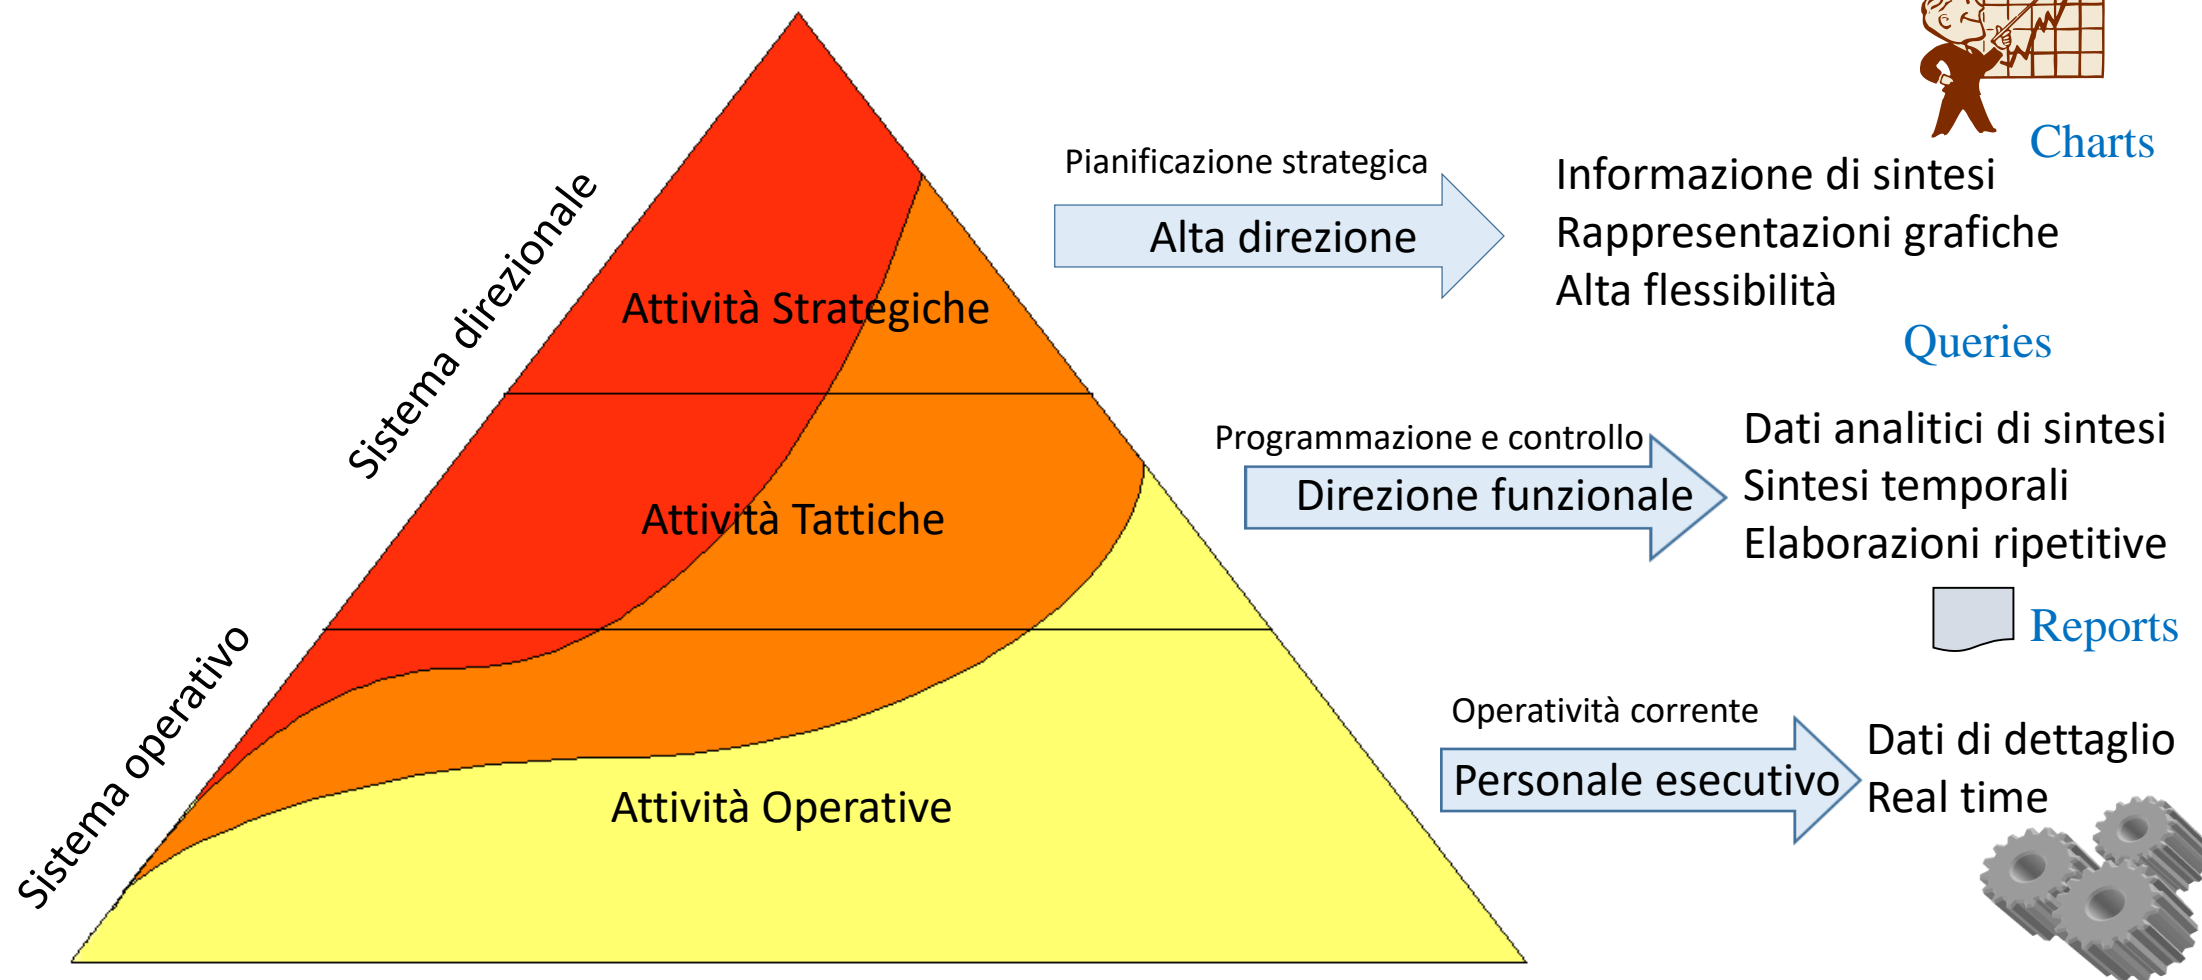 Charts
Pianificazione strategica
Alta direzione
Informazione di sintesi
Rappresentazioni grafiche
Alta flessibilità
Sistema direzionale
Attività Strategiche
Queries
Programmazione e controllo
Direzione funzionale
Dati analitici di sintesi
Sintesi temporali
Elaborazioni ripetitive
Attività Tattiche
Reports
Sistema operativo
Operatività corrente
Personale esecutivo
Dati di dettaglio
Real time
Attività Operative